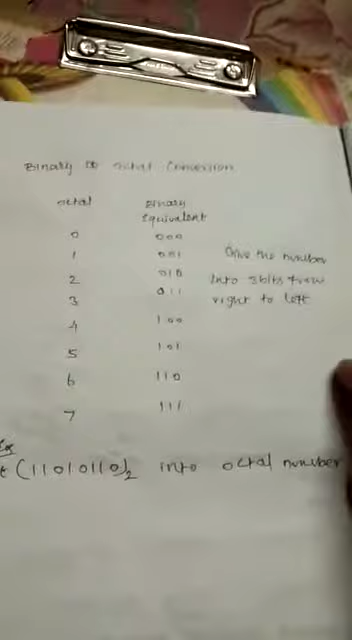 Binary to octal Conversion
octal Binary Equivalent
0 000
1 001
2 010
3 011
4 100
5 101
6 110
7 111
Give the number
into 3bits from
right to left
Ex
(11010110)2 into octal number